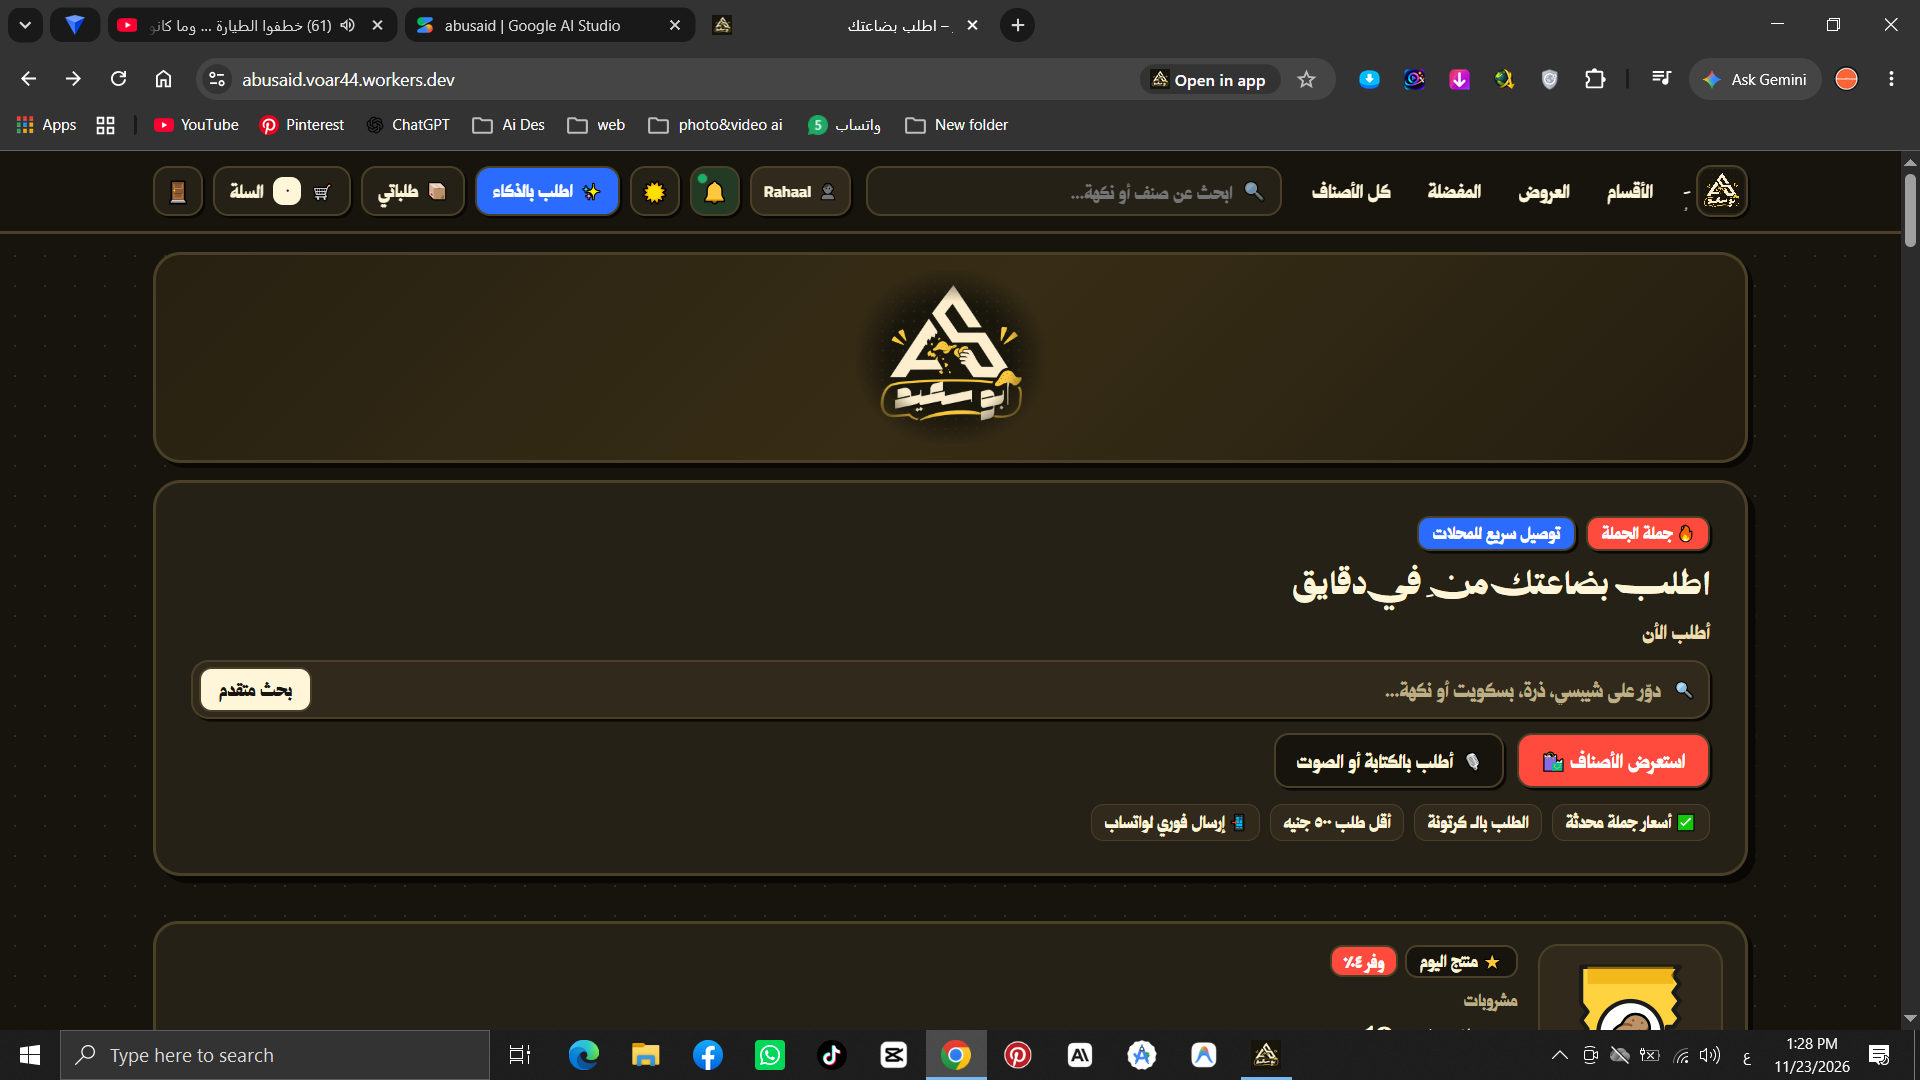 (61) خطفوا الطيارة ... وما كانو
abusaid | Google AI Studio
– اطلب بضاعتك
abusaid.voar44.workers.dev
Open in app
Ask Gemini
Apps
YouTube
Pinterest
ChatGPT
Ai Des
web
photo&video ai
5
واتساب
New folder
الأقسام
العروض
المفضلة
كل الأصناف
ابحث عن صنف أو نكهة...
Rahaal
اطلب بالذكاء
طلباتي
السلة
٠
أبو سعيد
جملة الجملة
توصيل سريع للمحلات
اطلب بضاعتك من في دقايق
أطلب الأن
دوّر على شيبسي، ذرة، بسكويت أو نكهة...
بحث متقدم
استعرض الأصناف
أطلب بالكتابة أو الصوت
أسعار جملة محدثة
الطلب بالـ كرتونة
أقل طلب ٥٠٠ جنيه
إرسال فوري لواتساب
منتج اليوم
وفر ٤٪
مشروبات
Type here to search
ع
1:28 PM
11/23/2026